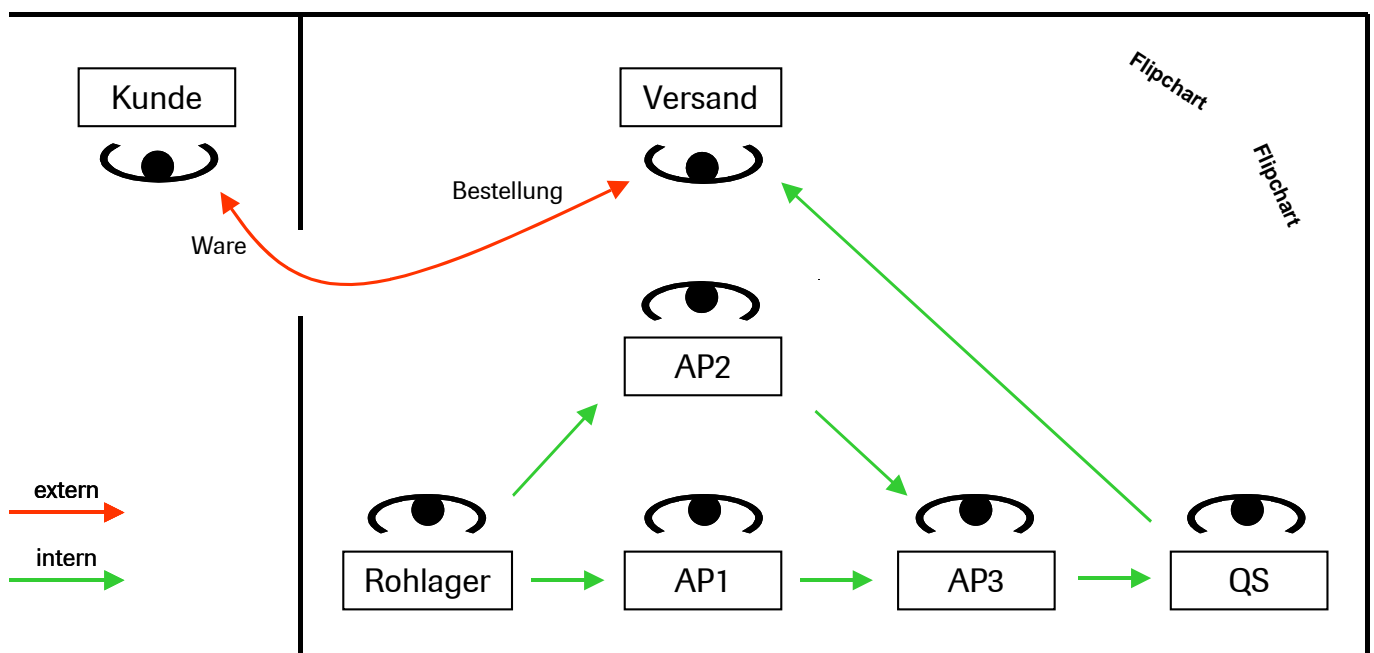 Kunde
Versand
Flipchart
Flipchart
Bestellung
Ware
AP2
extern
intern
Rohlager
AP1
AP3
QS